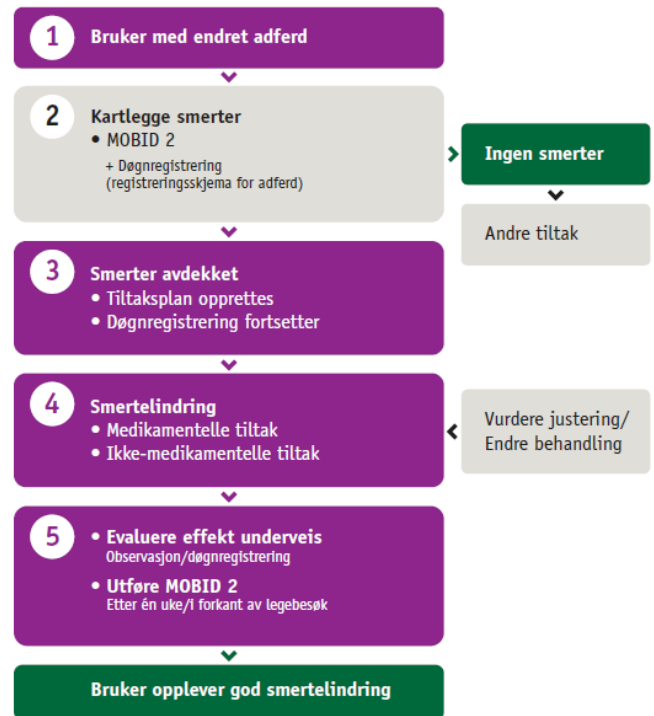 1
Bruker med endret adferd
2
Kartlegge smerter
• MOBID 2
+ Døgnregistrering
(registreringsskjema for adferd)
Ingen smerter
Andre tiltak
3
Smerter avdekket
• Tiltaksplan opprettes
• Døgnregistrering fortsetter
4
Smertelindring
• Medikamentelle tiltak
• Ikke-medikamentelle tiltak
Vurdere justering/
Endre behandling
5
• Evaluere effekt underveis
Observasjon/døgnregistrering
• Utføre MOBID 2
Etter én uke/i forkant av legebesøk
Bruker opplever god smertelindring